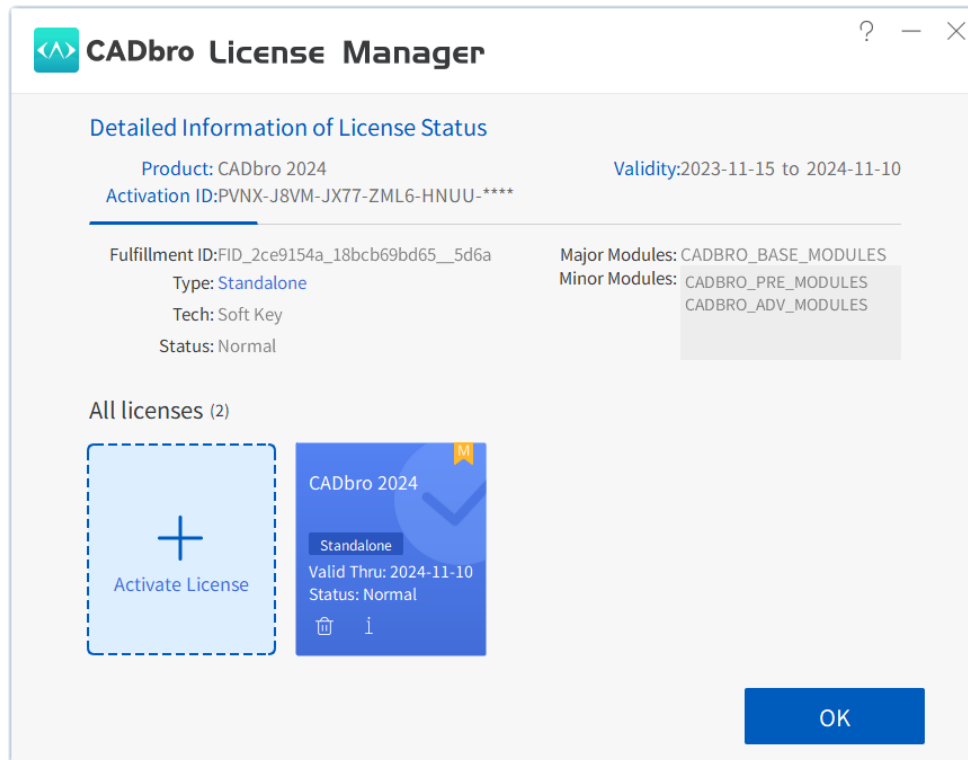 CADbro License Manager
Detailed Information of License Status
Product: CADbro 2024
Validity:2023-11-15 to 2024-11-10
Activation ID:PVNX-J8VM-JX77-ZML6-HNUU-****
Fulfillment ID:FID_2ce9154a_18bcb69bd65__5d6a
Major Modules: CADBRO_BASE_MODULES
Type: Standalone
Minor Modules: CADBRO_PRE_MODULES
CADBRO_ADV_MODULES
Tech: Soft Key
Status: Normal
All licenses (2)
M
CADbro 2024
Standalone
Valid Thru: 2024-11-10
Status: Normal
Activate License
OK